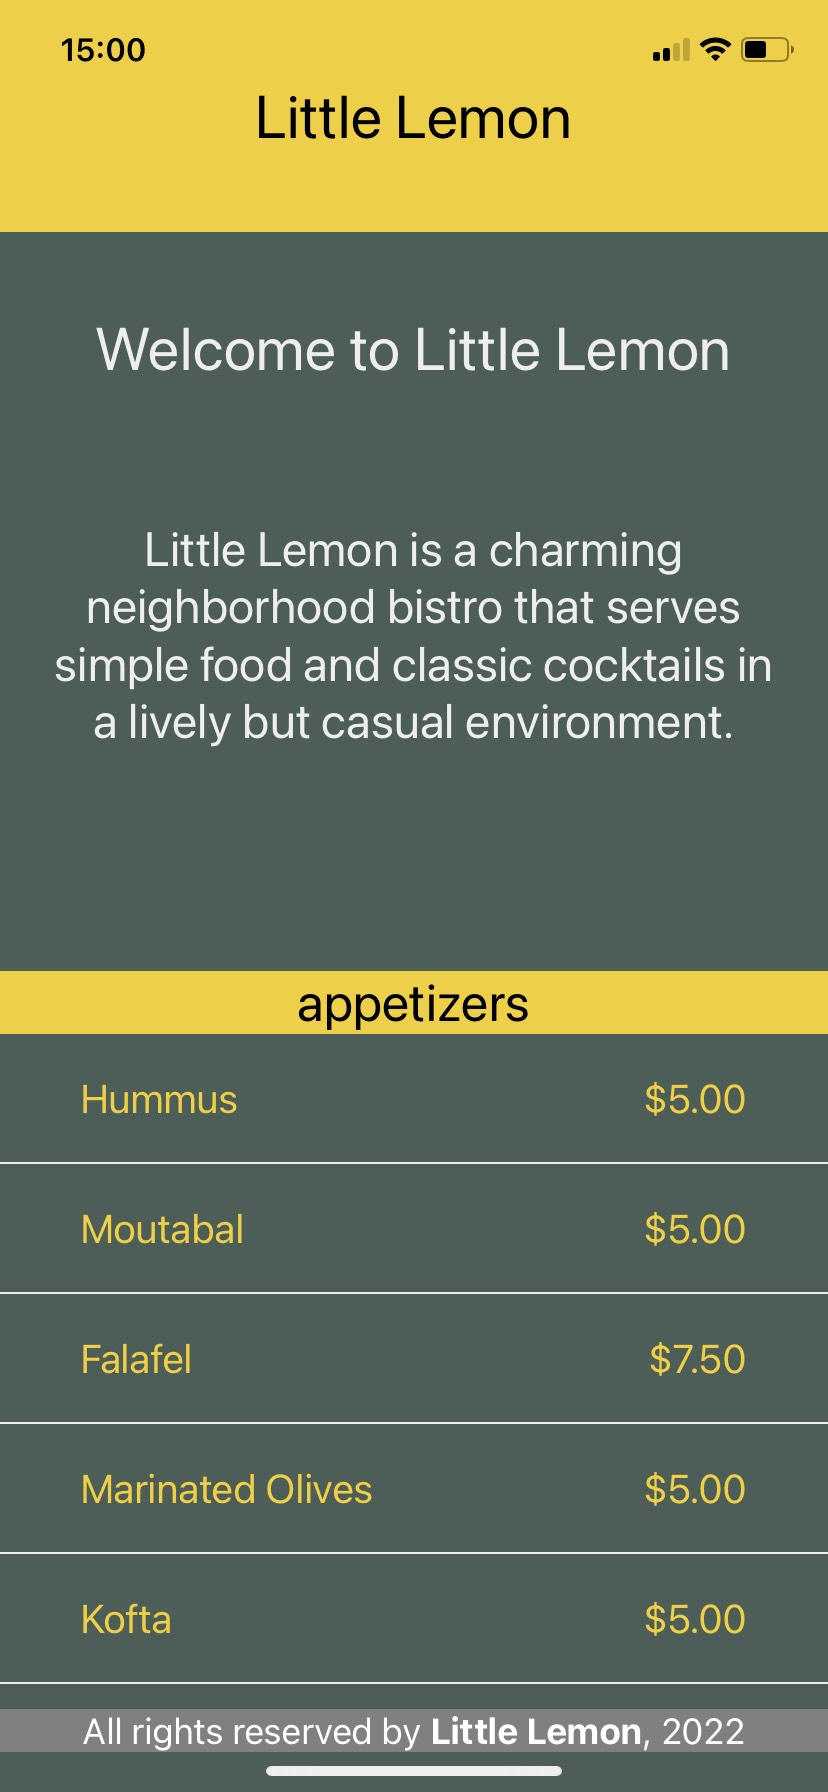 15:00
Little Lemon
Welcome to Little Lemon
Little Lemon is a charming
neighborhood bistro that serves
simple food and classic cocktails in
a lively but casual environment.
appetizers
Hummus $5.00
Moutabal $5.00
Falafel $7.50
Marinated Olives $5.00
Kofta $5.00
All rights reserved by Little Lemon, 2022